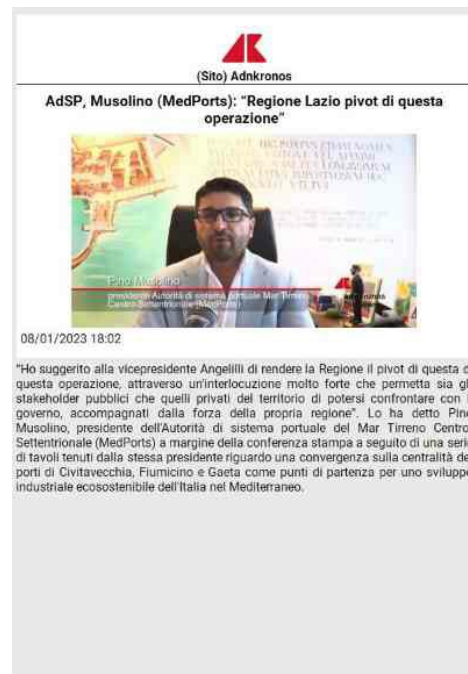 (Sito) Adnkronos
AdSP, Musolino (MedPorts): “Regione Lazio pivot di questa
operazione”
Pino Musolino
presidente Autorità di sistema portuale Mar Tirreno
Centro-Settentrionale (MedPorts)
08/01/2023 18:02
"Ho suggerito alla vicepresidente Angelilli di rendere la Regione il pivot di questa d
questa operazione, attraverso un'interlocuzione molto forte che permetta sia gl
stakeholder pubblici che quelli privati del territorio di potersi confrontare con
governo, accompagnati dalla forza della propria regione". Lo ha detto Pino
Musolino, presidente dell'Autorità di sistema portuale del Mar Tirreno Centro
Settentrionale (MedPorts) a margine della conferenza stampa a seguito di una seri
di tavoli tenuti dalla stessa presidente riguardo una convergenza sulla centralità de
porti di Civitavecchia, Fiumicino e Gaeta come punti di partenza per uno sviluppo
industriale ecosostenibile dell'Italia nel Mediterraneo.